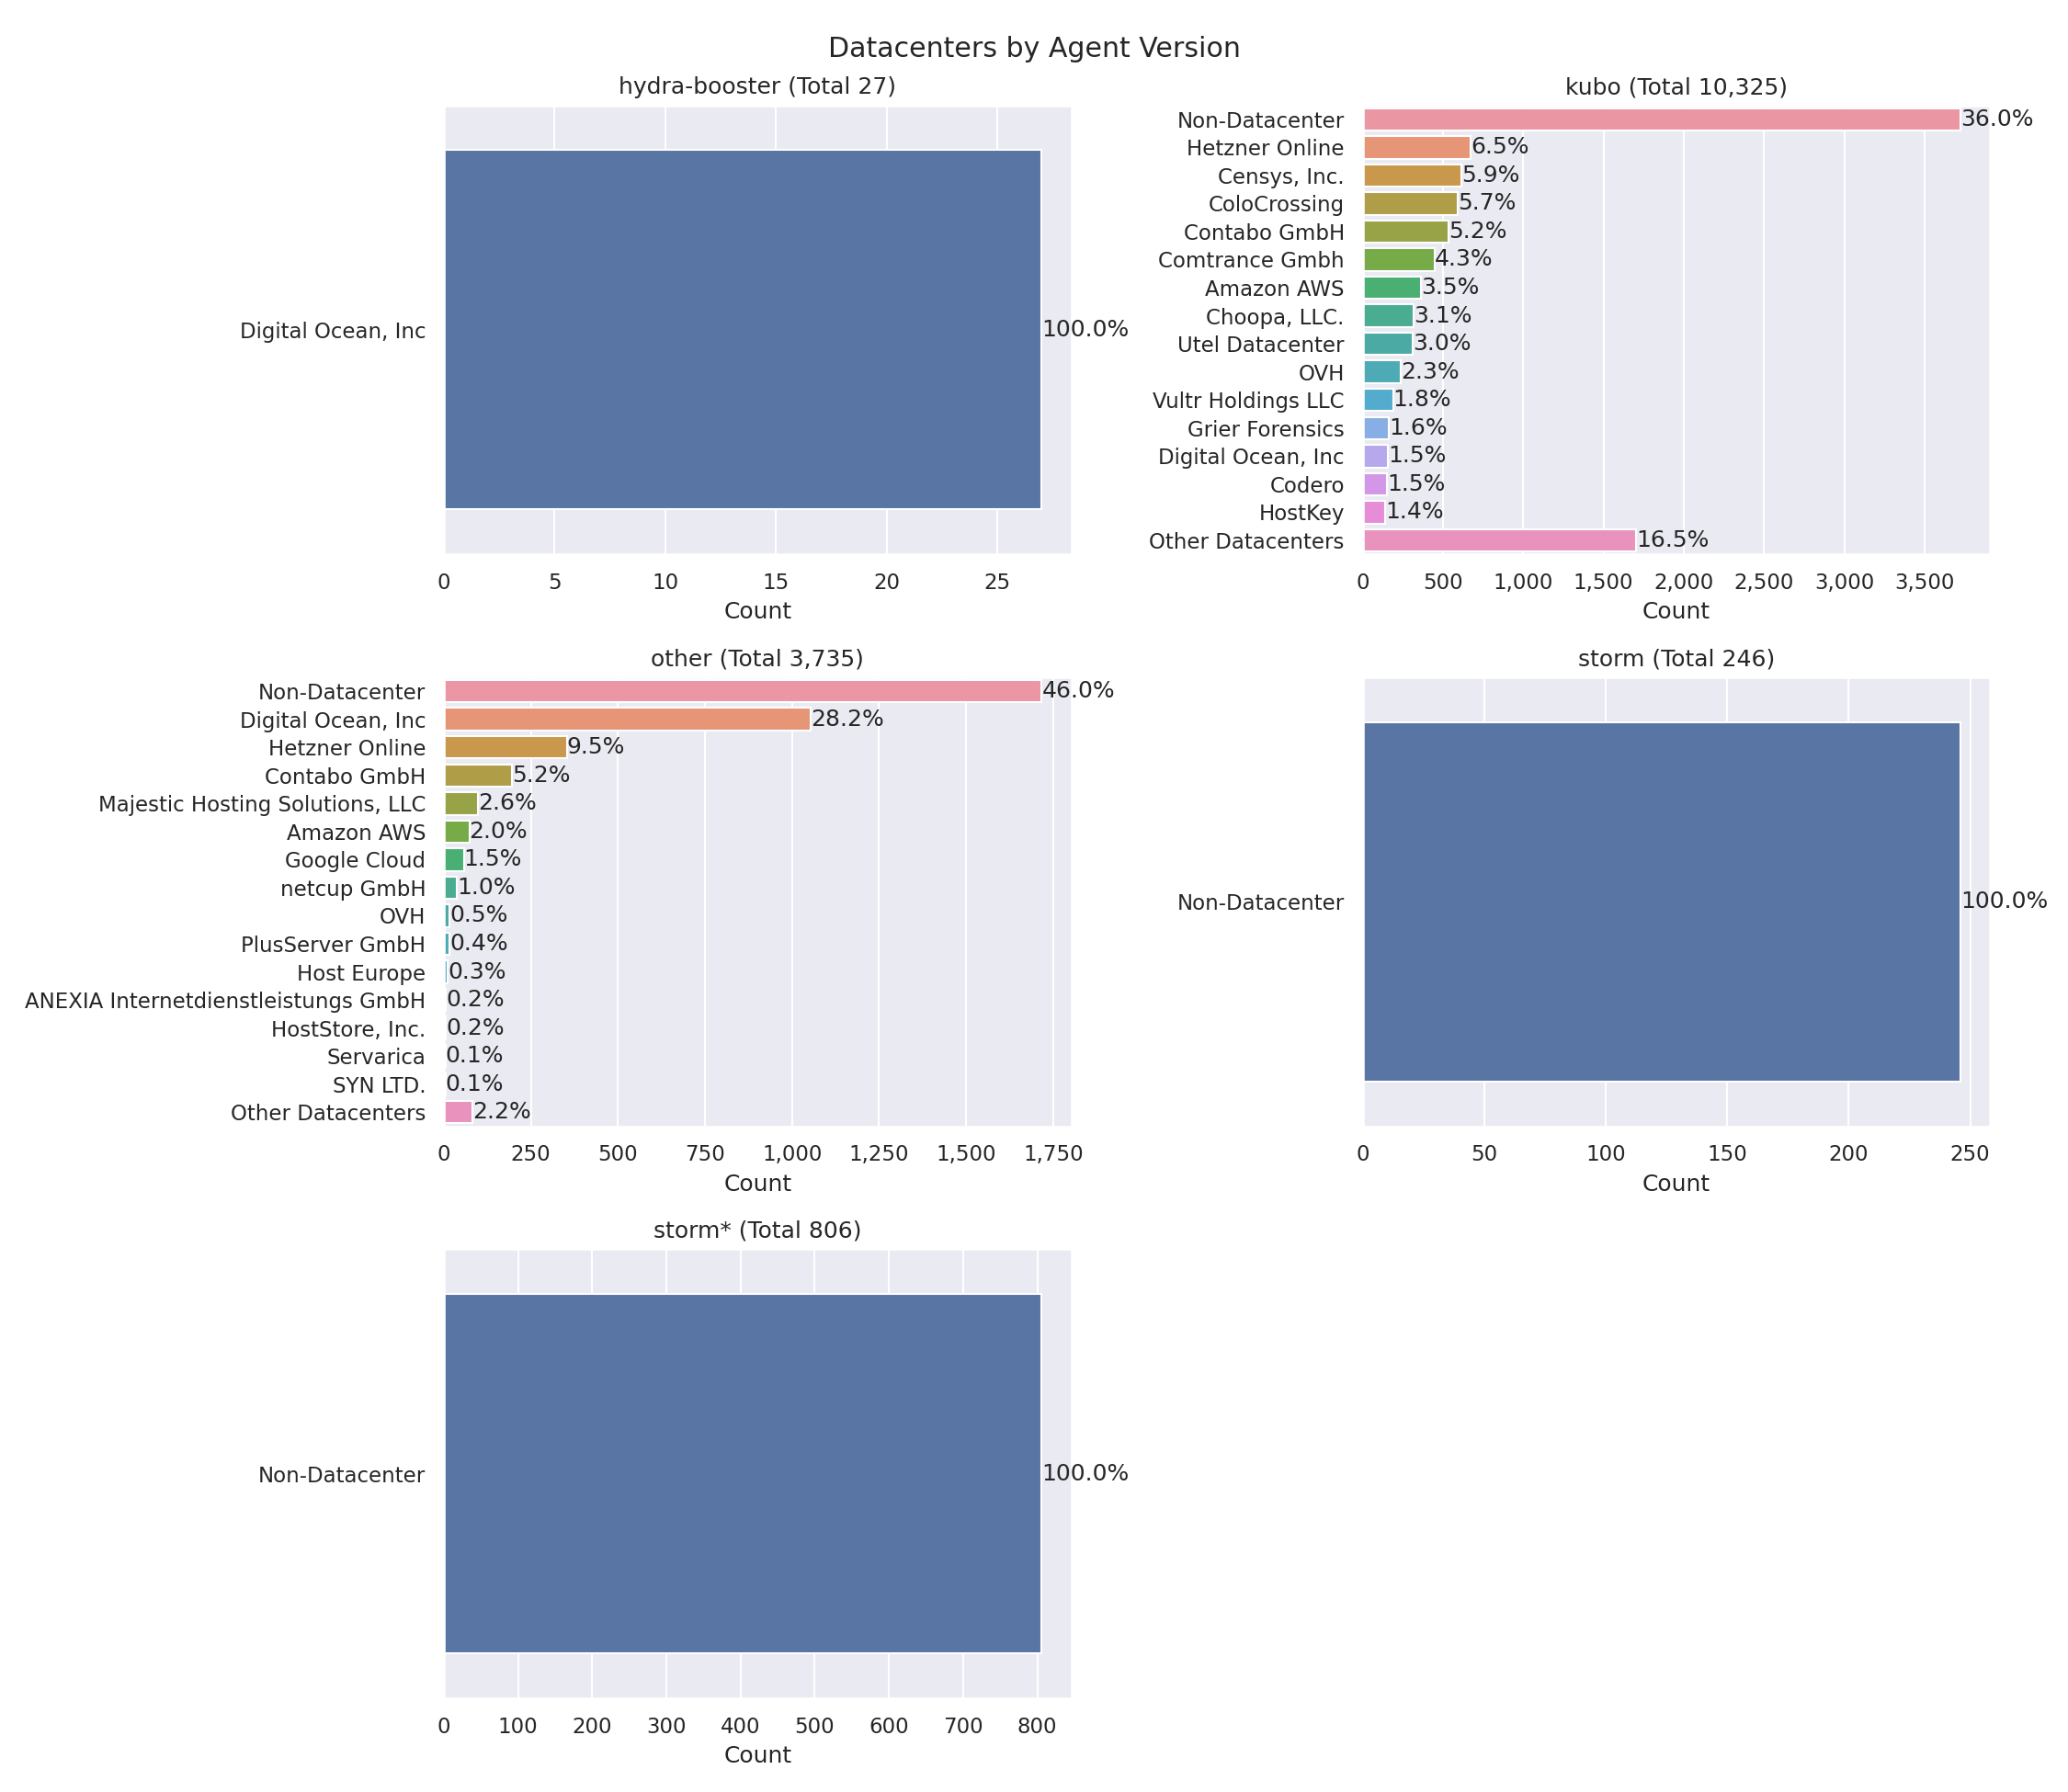 Datacenters by Agent Version
hydra-booster (Total 27)
Digital Ocean, Inc
100.0%
0 5 10 15 20 25
Count
kubo (Total 10,325)
Non-Datacenter 36.0%
Hetzner Online 6.5%
Censys, Inc. 5.9%
ColoCrossing 5.7%
Contabo GmbH 5.2%
Comtrance Gmbh 4.3%
Amazon AWS 3.5%
Choopa, LLC. 3.1%
Utel Datacenter 3.0%
OVH 2.3%
Vultr Holdings LLC 1.8%
Grier Forensics 1.6%
Digital Ocean, Inc 1.5%
Codero 1.5%
HostKey 1.4%
Other Datacenters 16.5%
0 500 1,000 1,500 2,000 2,500 3,000 3,500
Count
other (Total 3,735)
Non-Datacenter 46.0%
Digital Ocean, Inc 28.2%
Hetzner Online 9.5%
Contabo GmbH 5.2%
Majestic Hosting Solutions, LLC 2.6%
Amazon AWS 2.0%
Google Cloud 1.5%
netcup GmbH 1.0%
OVH 0.5%
PlusServer GmbH 0.4%
Host Europe 0.3%
ANEXIA Internetdienstleistungs GmbH 0.2%
HostStore, Inc. 0.2%
Servarica 0.1%
SYN LTD. 0.1%
Other Datacenters 2.2%
0 250 500 750 1,000 1,250 1,500 1,750
Count
storm (Total 246)
Non-Datacenter 100.0%
0 50 100 150 200 250
Count
storm* (Total 806)
Non-Datacenter 100.0%
0 100 200 300 400 500 600 700 800
Count